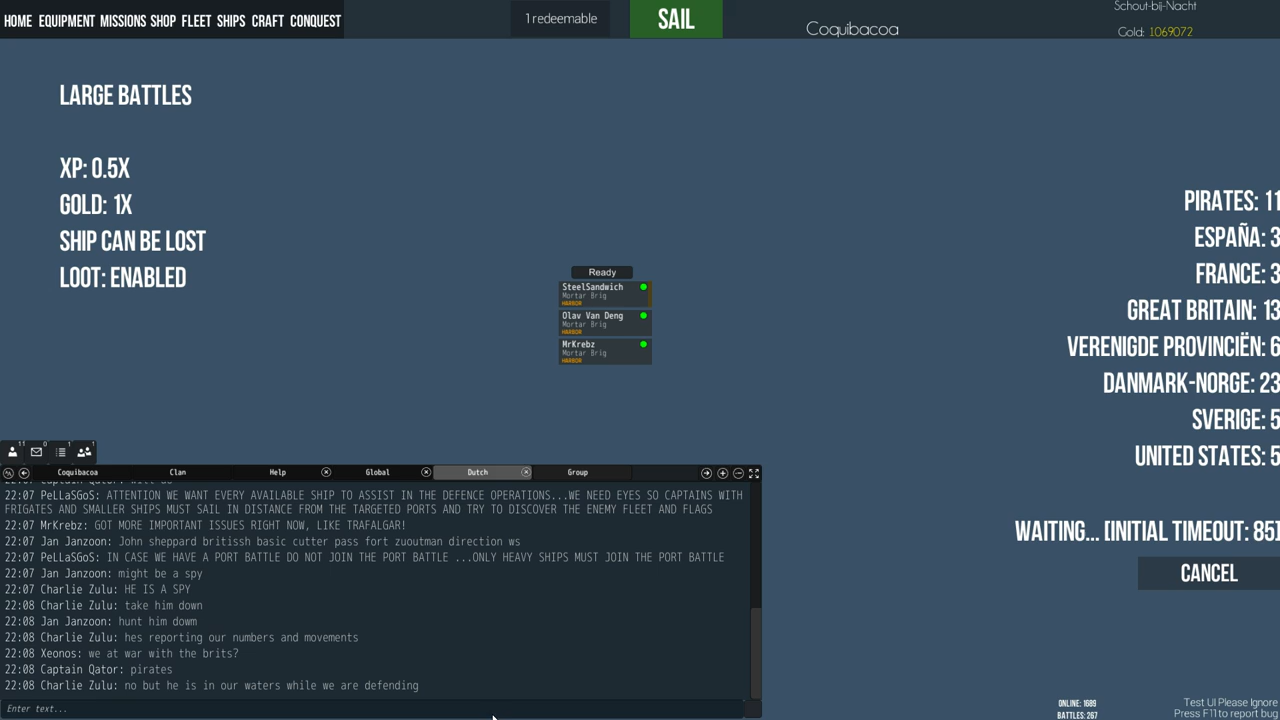 HOME EQUIPMENT MISSIONS SHOP FLEET SHIPS CRAFT CONQUEST
1 redeemable
SAIL
Coquibacoa
Schout-bij-Nacht
Gold: 1069072
LARGE BATTLES
XP: 0.5X
GOLD: 1X
SHIP CAN BE LOST
LOOT: ENABLED
PIRATES: 11
ESPAÑA: 3
FRANCE: 3
GREAT BRITAIN: 13
VERENIGDE PROVINCIËN: 6
DANMARK-NORGE: 23
SVERIGE: 5
UNITED STATES: 5
Ready
SteelSandwich
Mortar Brig
HARBOR
Olav Van Deng
Mortar Brig
HARBOR
MrKrebz
Mortar Brig
HARBOR
WAITING... [INITIAL TIMEOUT: 85]
CANCEL
11 0 1 1
Coquibacoa Clan Help Global Dutch Group
22:07 PeLLaSGoS: ATTENTION WE WANT EVERY AVAILABLE SHIP TO ASSIST IN THE DEFENCE OPERATIONS...WE NEED EYES SO CAPTAINS WITH
FRIGATES AND SMALLER SHIPS MUST SAIL IN DISTANCE FROM THE TARGETED PORTS AND TRY TO DISCOVER THE ENEMY FLEET AND FLAGS
22:07 MrKrebz: GOT MORE IMPORTANT ISSUES RIGHT NOW, LIKE TRAFALGAR!
22:07 Jan Janzoon: John sheppard britissh basic cutter pass fort zuoutman direction ws
22:07 PeLLaSGoS: IN CASE WE HAVE A PORT BATTLE DO NOT JOIN THE PORT BATTLE ...ONLY HEAVY SHIPS MUST JOIN THE PORT BATTLE
22:07 Jan Janzoon: might be a spy
22:07 Charlie Zulu: HE IS A SPY
22:08 Charlie Zulu: take him down
22:08 Jan Janzoon: hunt him dowm
22:08 Charlie Zulu: hes reporting our numbers and movements
22:08 Xeonos: we at war with the brits?
22:08 Captain Qator: pirates
22:08 Charlie Zulu: no but he is in our waters while we are defending
Enter text...
ONLINE: 1689
BATTLES: 267
Test UI Please Ignore
Press F11 to report bug